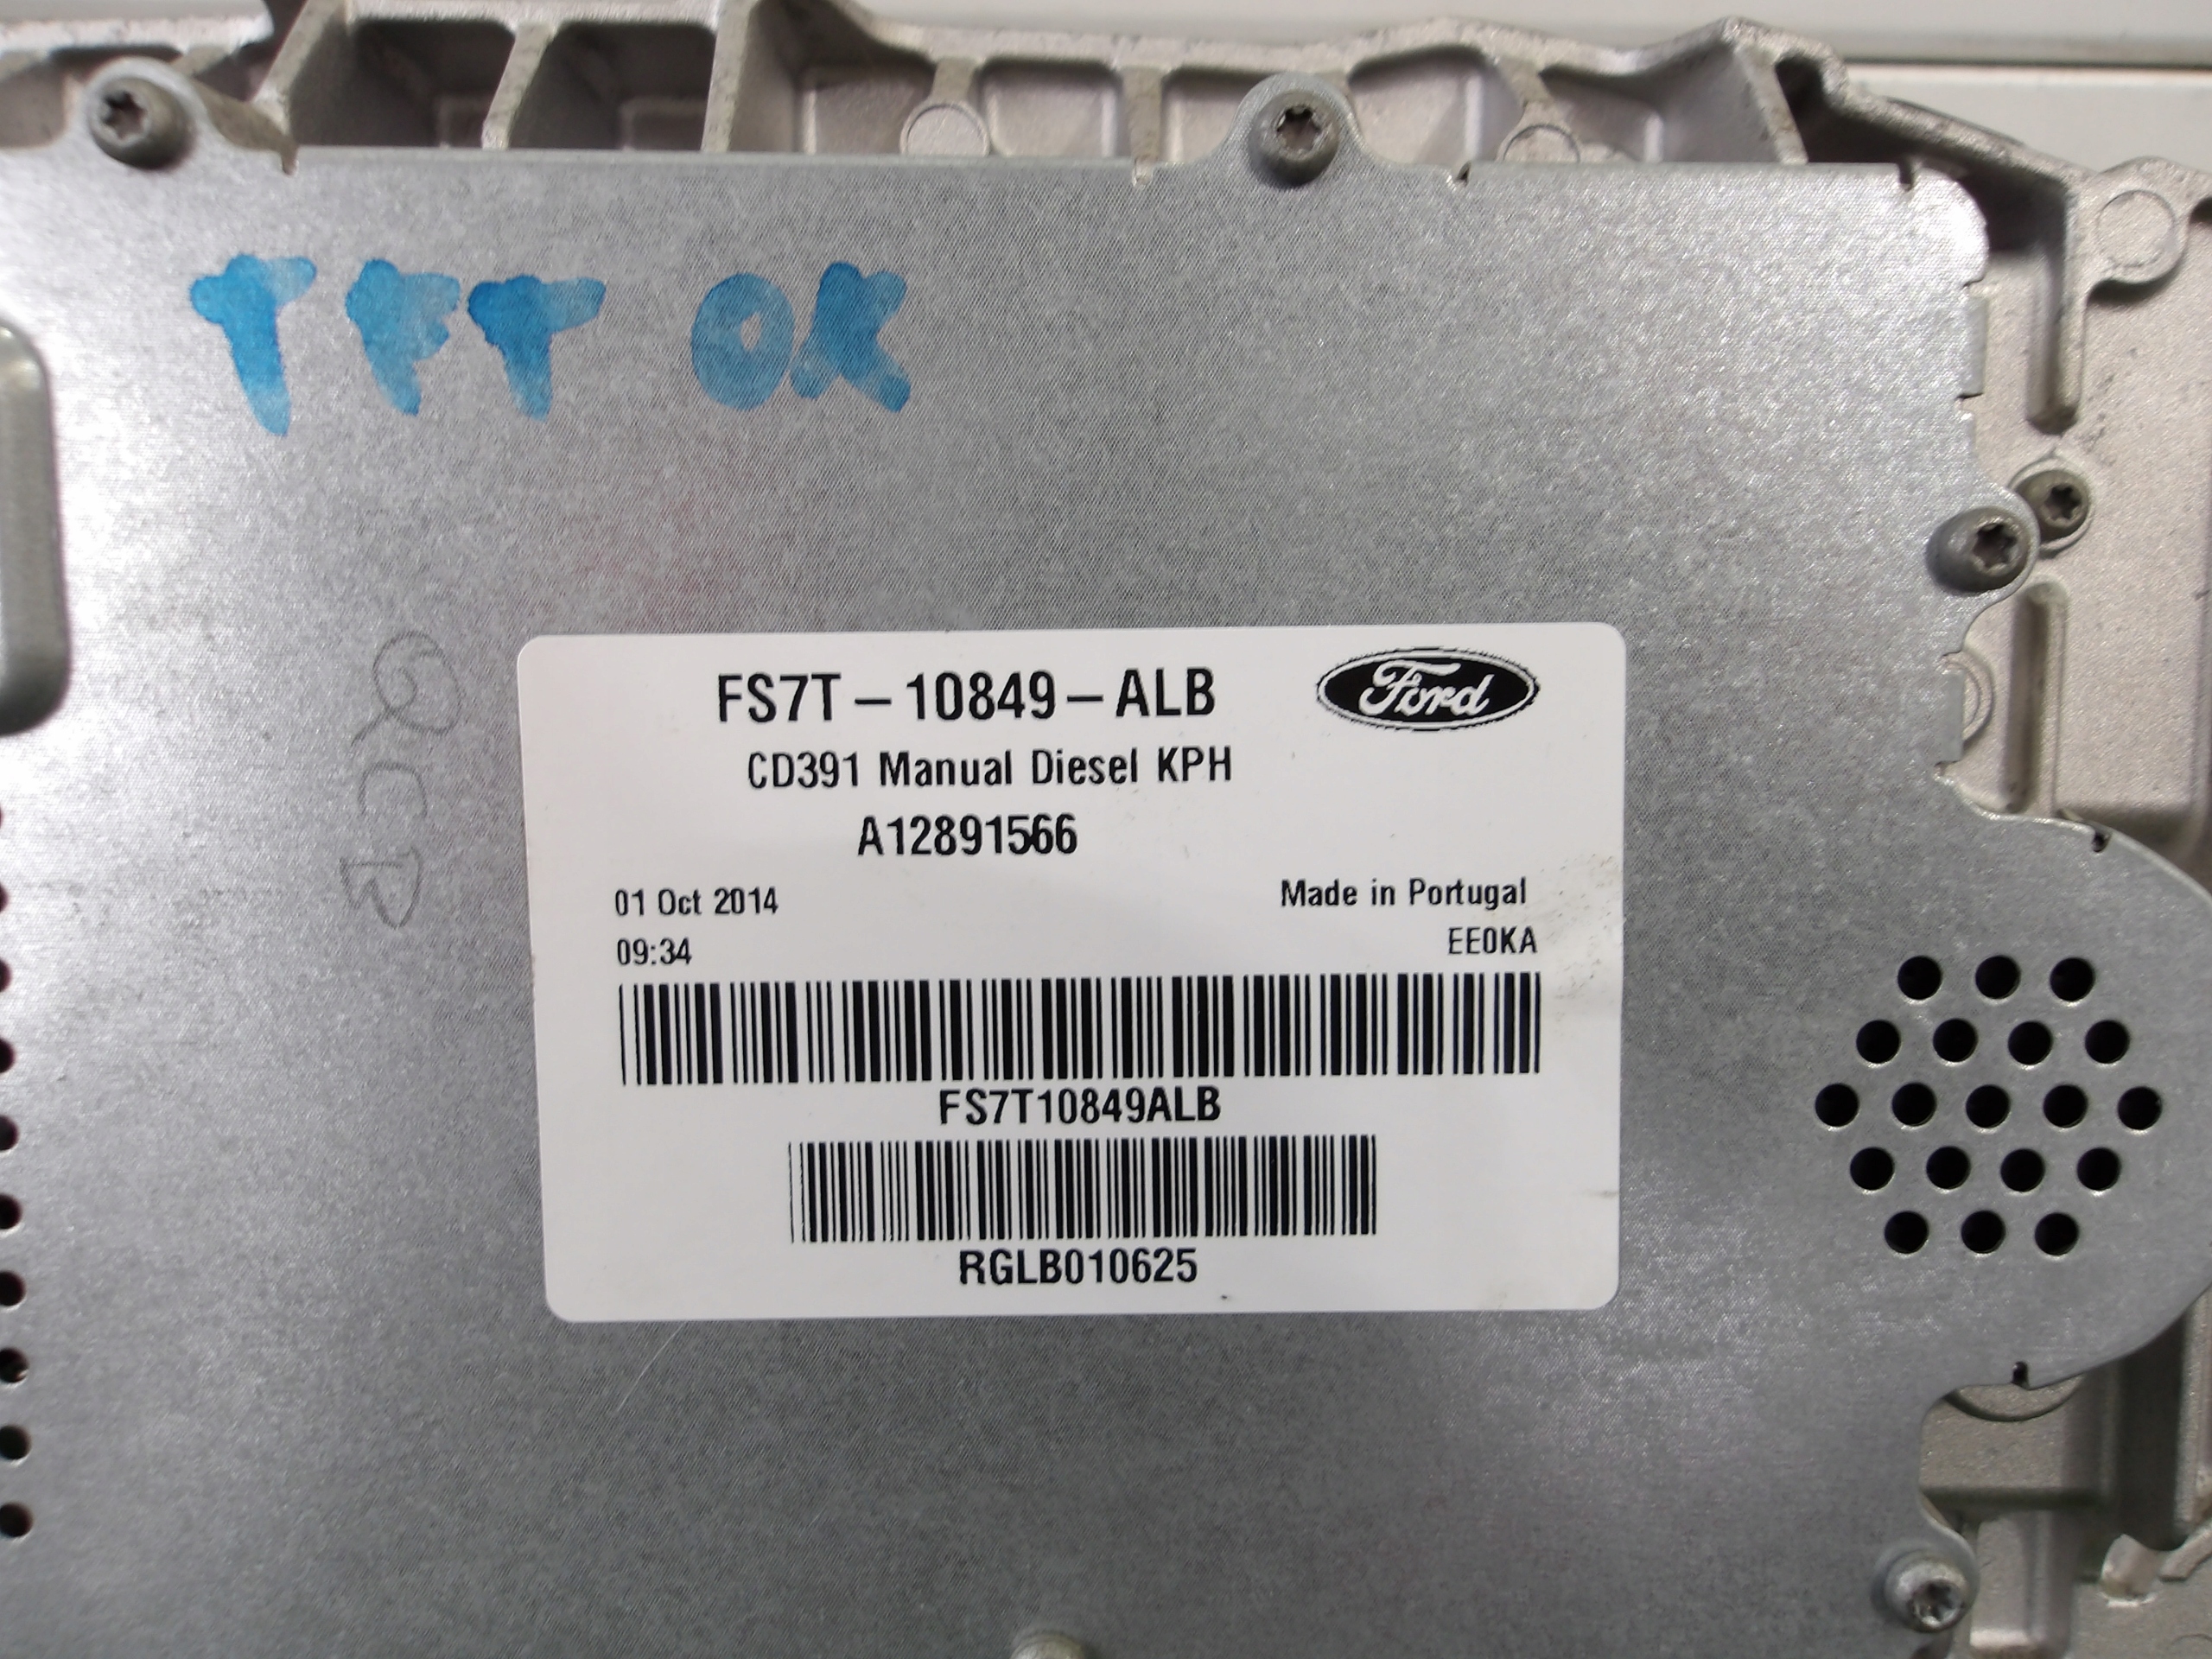 TFT OK
QCB
FS7T-10849-ALB
Ford
CD391 Manual Diesel KPH
A12891566
01 Oct 2014
Made in Portugal
09:34
EE0KA
FS7T10849ALB
RGLB010625